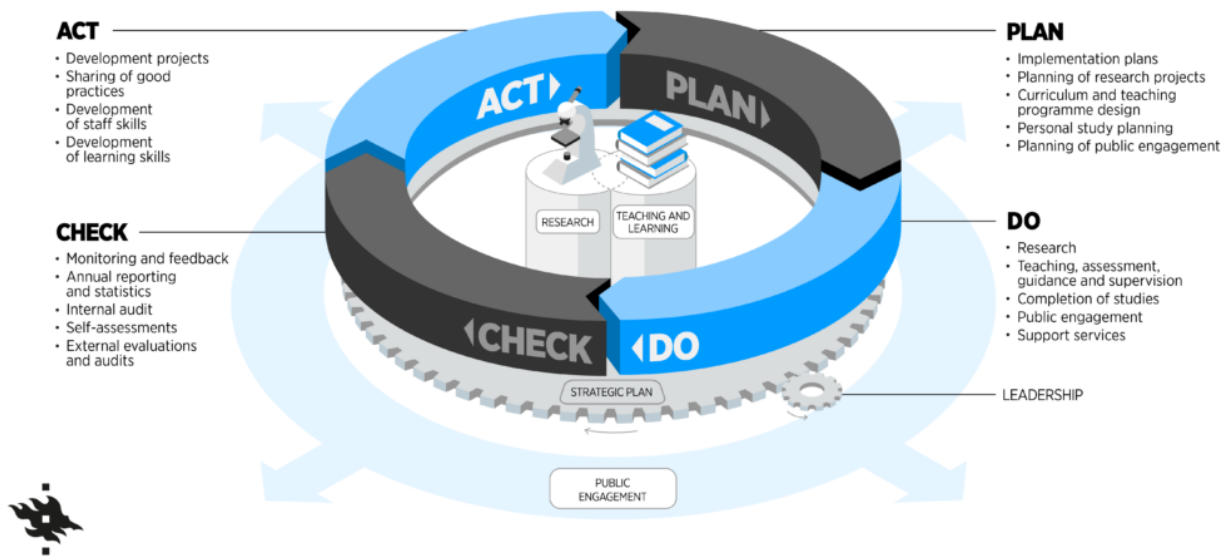 ACT
• Development projects
• Sharing of good
practices
• Development
of staff skills
• Development
of learning skills
CHECK
• Monitoring and feedback
• Annual reporting
and statistics
• Internal audit
• Self-assessments
• External evaluations
and audits
ACT
PLAN
RESEARCH
TEACHING AND
LEARNING
CHECK
DO
STRATEGIC PLAN
PUBLIC
ENGAGEMENT
PLAN
• Implementation plans
• Planning of research projects
• Curriculum and teaching
programme design
• Personal study planning
• Planning of public engagement
DO
• Research
• Teaching, assessment,
guidance and supervision
• Completion of studies
• Public engagement
• Support services
LEADERSHIP